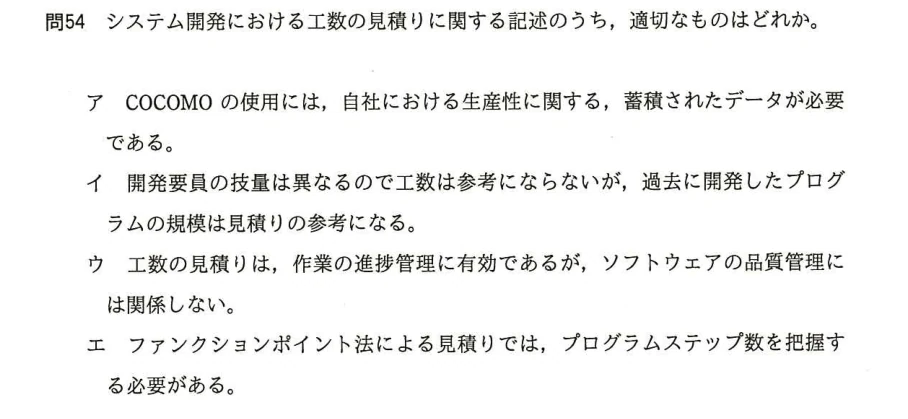 問54 システム開発における工数の見積りに関する記述のうち，適切なものはどれか。
ア COCOMO の使用には，自社における生産性に関する，蓄積されたデータが必要
である。
イ 開発要員の技量は異なるので工数は参考にならないが，過去に開発したプログ
ラムの規模は見積りの参考になる。
ウ 工数の見積りは，作業の進捗管理に有効であるが，ソフトウェアの品質管理に
は関係しない。
エ ファンクションポイント法による見積りでは，プログラムステップ数を把握す
る必要がある。